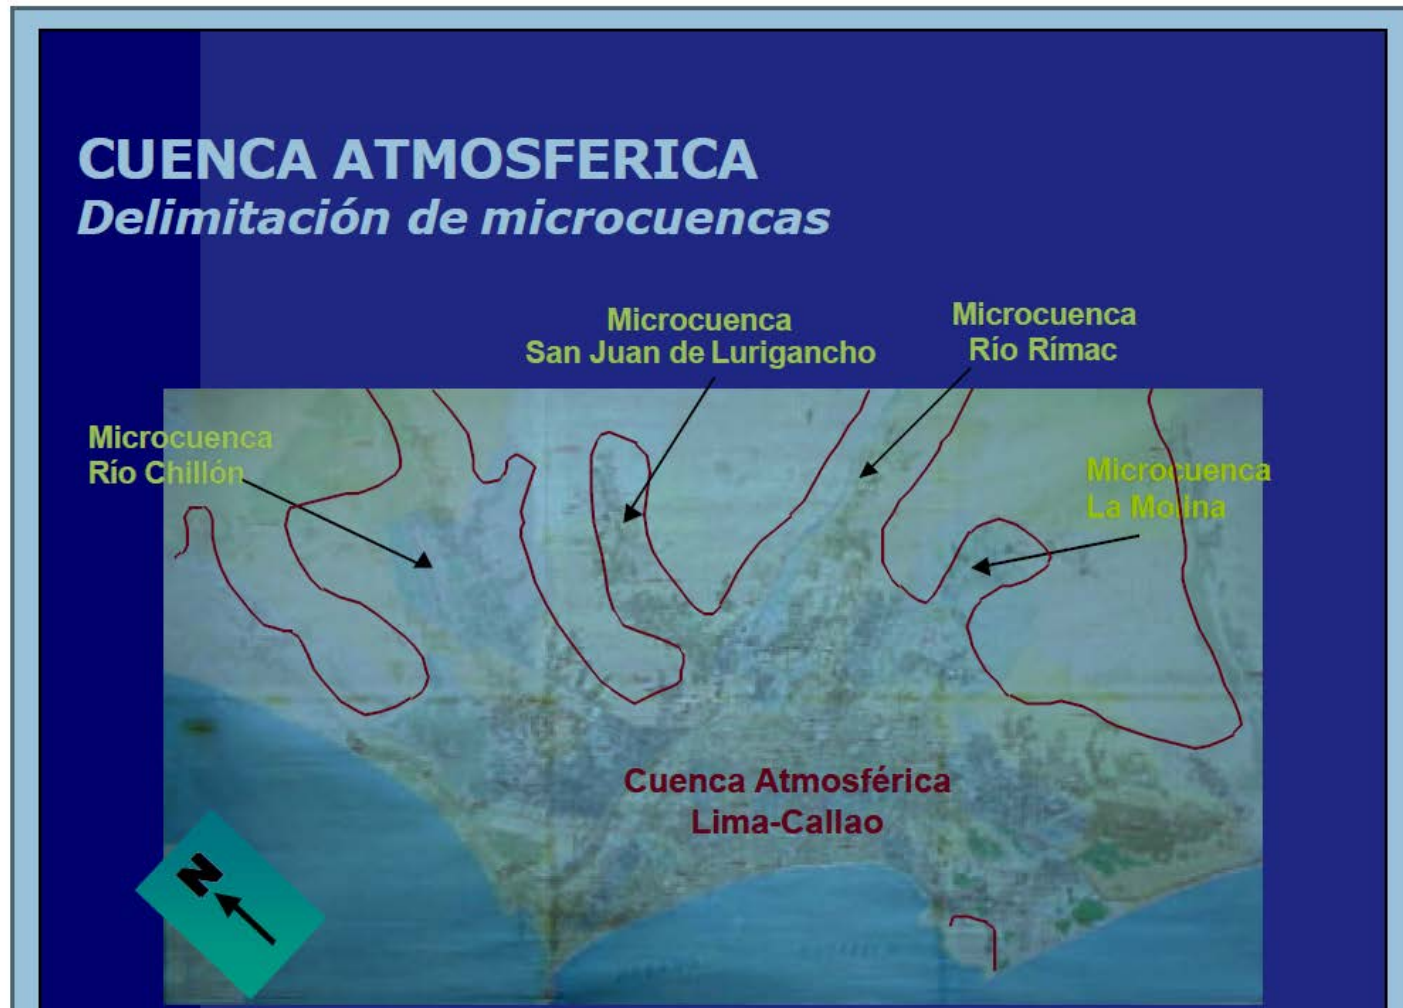 CUENCA ATMOSFERICA
Delimitación de microcuencas
Microcuenca
San Juan de Lurigancho
Microcuenca
Río Rímac
Microcuenca
Río Chillón
Microcuenca
La Molina
Cuenca Atmosférica
Lima-Callao
N